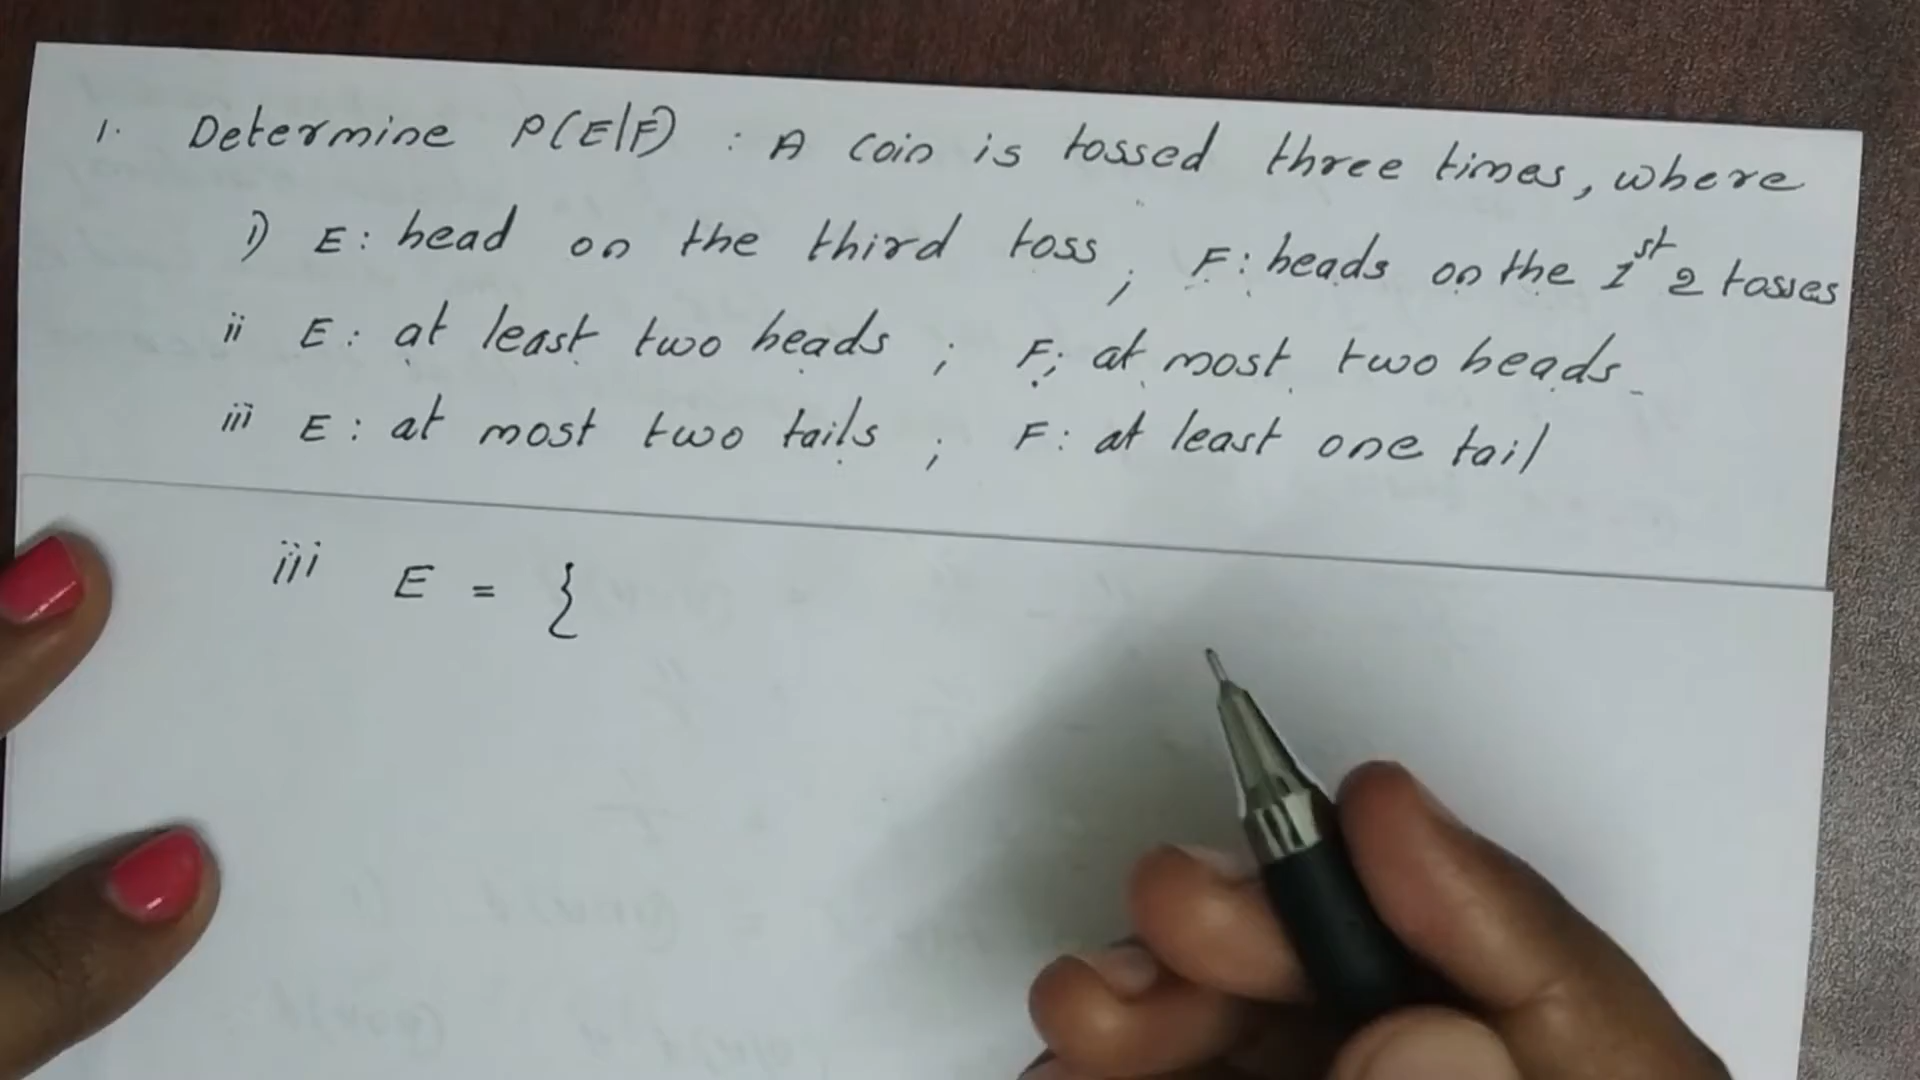 1. Determine P(E|F) : A coin is tossed three times, where
i) E: head on the third toss ; F: heads on the 1st 2 tosses
ii E: at least two heads ; F: at most two heads
iii E: at most two tails ; F: at least one tail
iii E = {